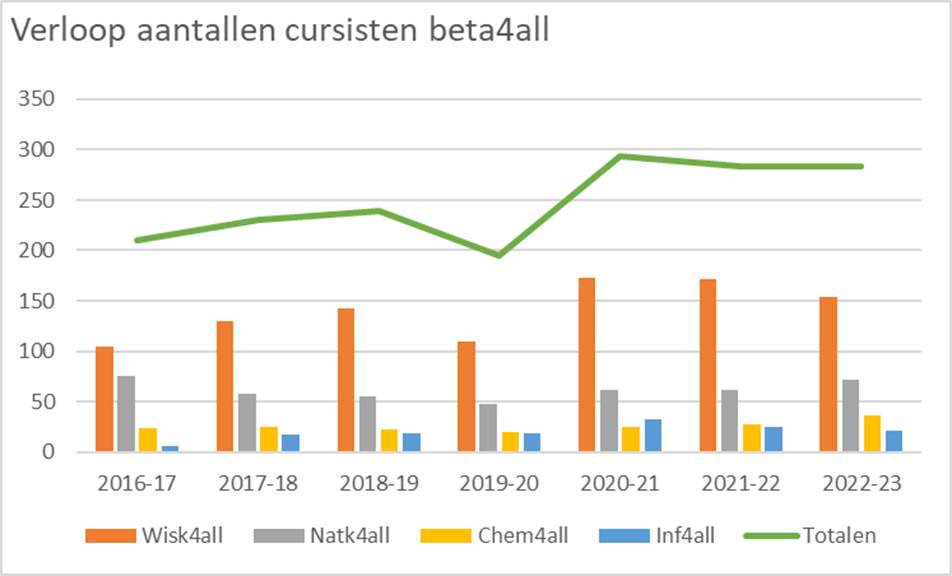 Verloop aantallen cursisten beta4all
350
300
250
200
150
100
50
0
2016-17 2017-18 2018-19 2019-20 2020-21 2021-22 2022-23
Wisk4all Natk4all Chem4all Inf4all Totalen